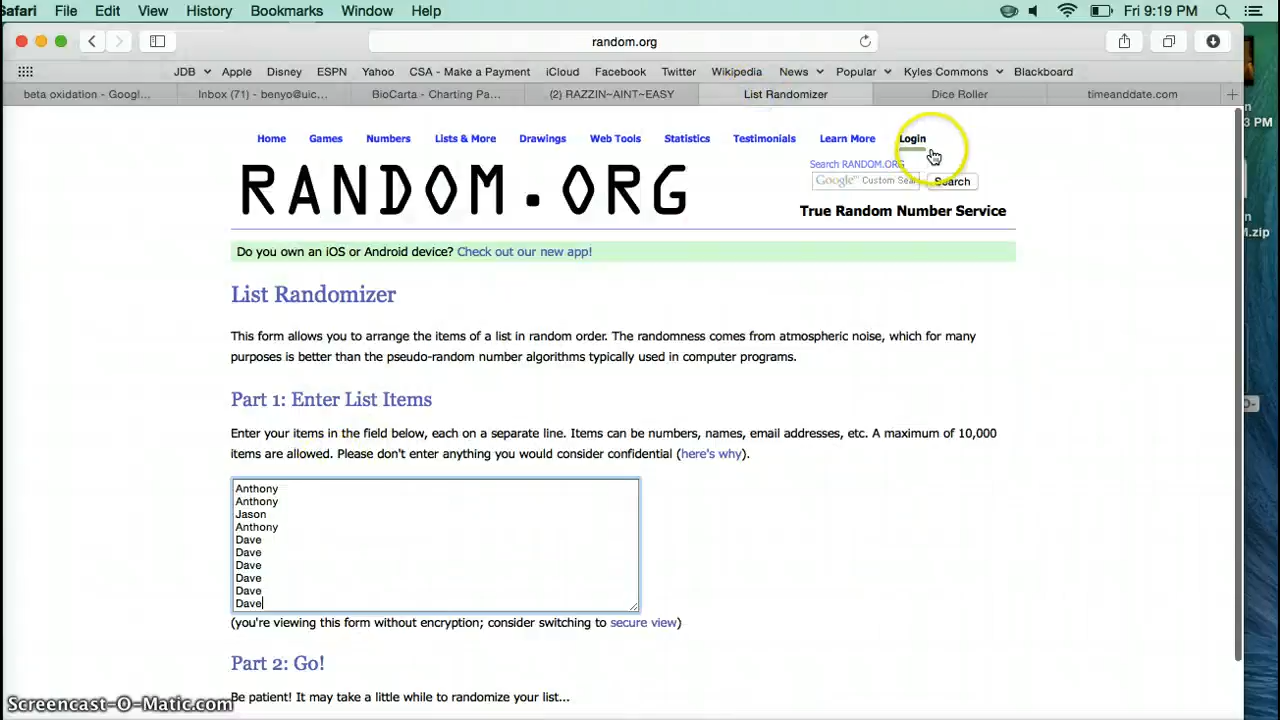 Safari File Edit View History Bookmarks Window Help Fri 9:19 PM
random.org
JDB Apple Disney ESPN Yahoo CSA - Make a Payment iCloud Facebook Twitter Wikipedia News Popular Kyles Commons Blackboard
beta oxidation - Googl... Inbox (71) - benyo@uic... BioCarta - Charting Pa... (2) RAZZIN~AINT~EASY List Randomizer Dice Roller timeanddate.com
3 PM
Home Games Numbers Lists & More Drawings Web Tools Statistics Testimonials Learn More Login
Search RANDOM.ORG
Google™ Custom Sear Search
RANDOM.ORG
True Random Number Service
M.zip
Do you own an iOS or Android device? Check out our new app!
List Randomizer
This form allows you to arrange the items of a list in random order. The randomness comes from atmospheric noise, which for many
purposes is better than the pseudo-random number algorithms typically used in computer programs.
Part 1: Enter List Items
Enter your items in the field below, each on a separate line. Items can be numbers, names, email addresses, etc. A maximum of 10,000
items are allowed. Please don't enter anything you would consider confidential (here's why).
Anthony
Anthony
Jason
Anthony
Dave
Dave
Dave
Dave
Dave
Dave
(you're viewing this form without encryption; consider switching to secure view)
Part 2: Go!
Be patient! It may take a little while to randomize your list...
Screencast-O-Matic.com